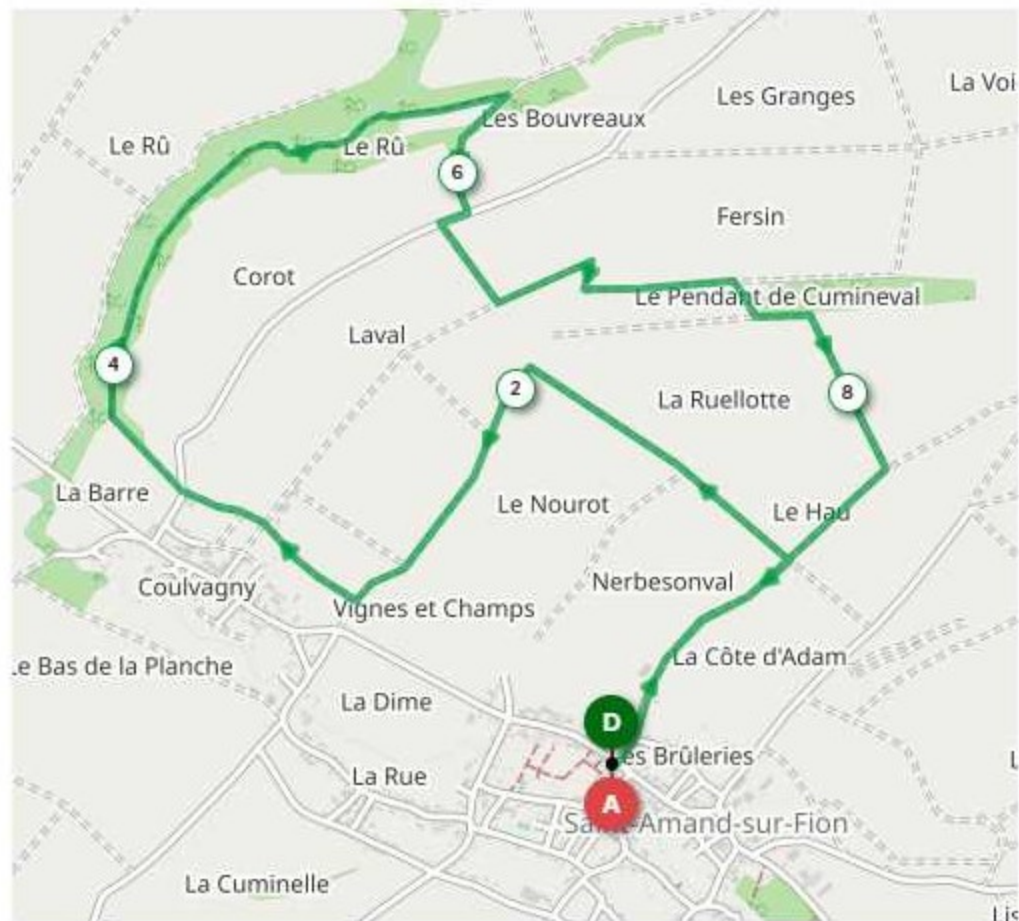 La Voi
Les Granges
Les Bouvreaux
Le Rû
Le Rû
6
Fersin
Corot
Le Pendant de Cumineval
Laval
4
2
8
La Ruellotte
La Barre
Le Nourot
Le Hau
Coulvagny
Nerbesonval
Vignes et Champs
Le Bas de la Planche
La Côte d'Adam
La Dime
D
es Brûleries
La Rue
A
Saint-Amand-sur-Fion
La Cuminelle
Lis